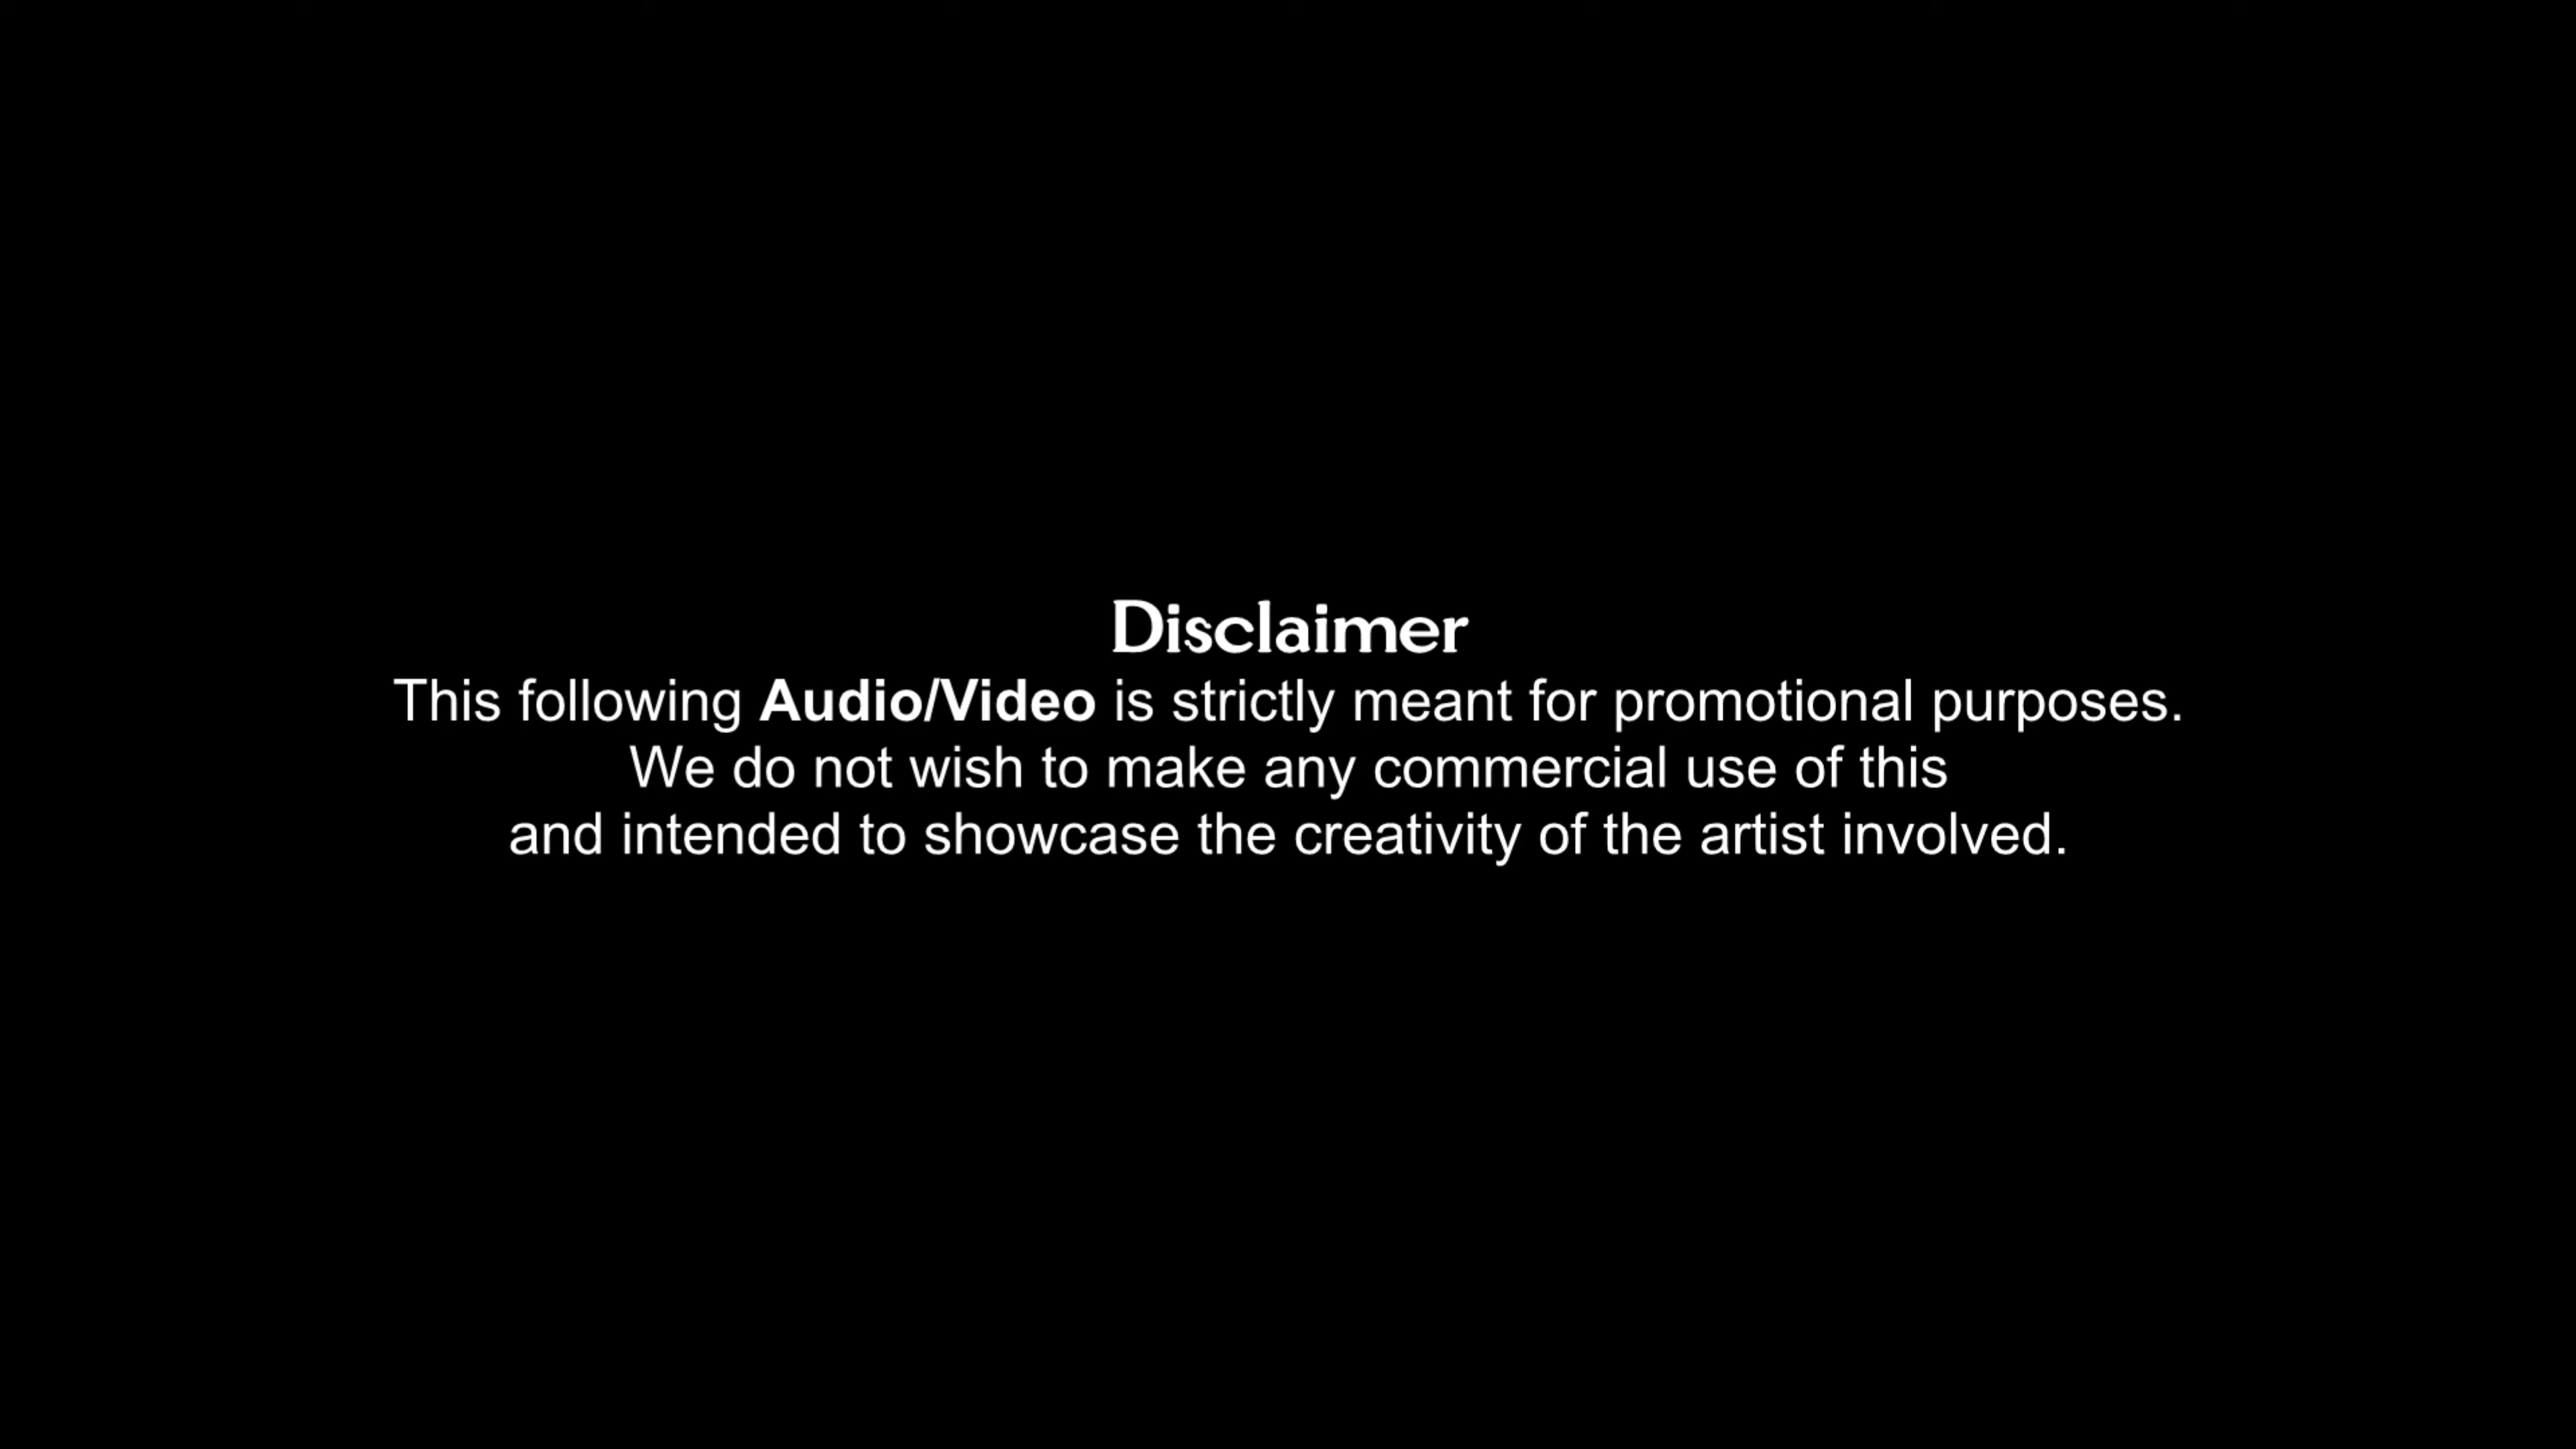 Disclaimer
This following Audio/Video is strictly meant for promotional purposes.
We do not wish to make any commercial use of this
and intended to showcase the creativity of the artist involved.